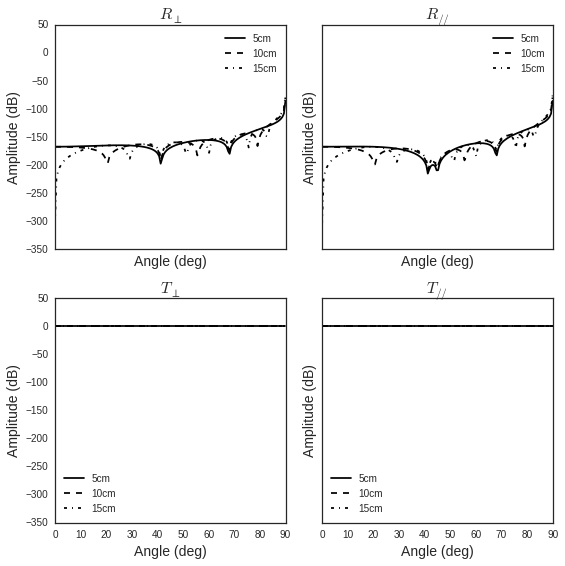 R⊥
R//
50
0
−50
−100
−150
−200
−250
−300
−350
Amplitude (dB)
5cm
10cm
15cm
Angle (deg)
Amplitude (dB)
5cm
10cm
15cm
Angle (deg)
T⊥
T//
50
0
−50
−100
−150
−200
−250
−300
−350
Amplitude (dB)
5cm
10cm
15cm
0 10 20 30 40 50 60 70 80 90
Angle (deg)
Amplitude (dB)
5cm
10cm
15cm
0 10 20 30 40 50 60 70 80 90
Angle (deg)